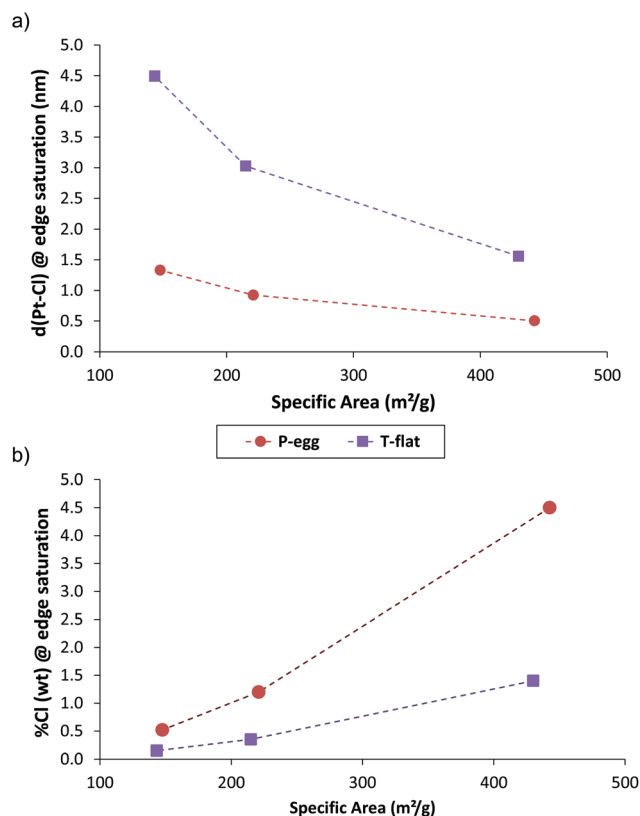 a)
d(Pt-Cl) @ edge saturation (nm)
5.0
4.5
4.0
3.5
3.0
2.5
2.0
1.5
1.0
0.5
0.0
100 200 300 400 500
Specific Area (m²/g)
P-egg T-flat
b)
%Cl (wt) @ edge saturation
5.0
4.5
4.0
3.5
3.0
2.5
2.0
1.5
1.0
0.5
0.0
100 200 300 400 500
Specific Area (m²/g)